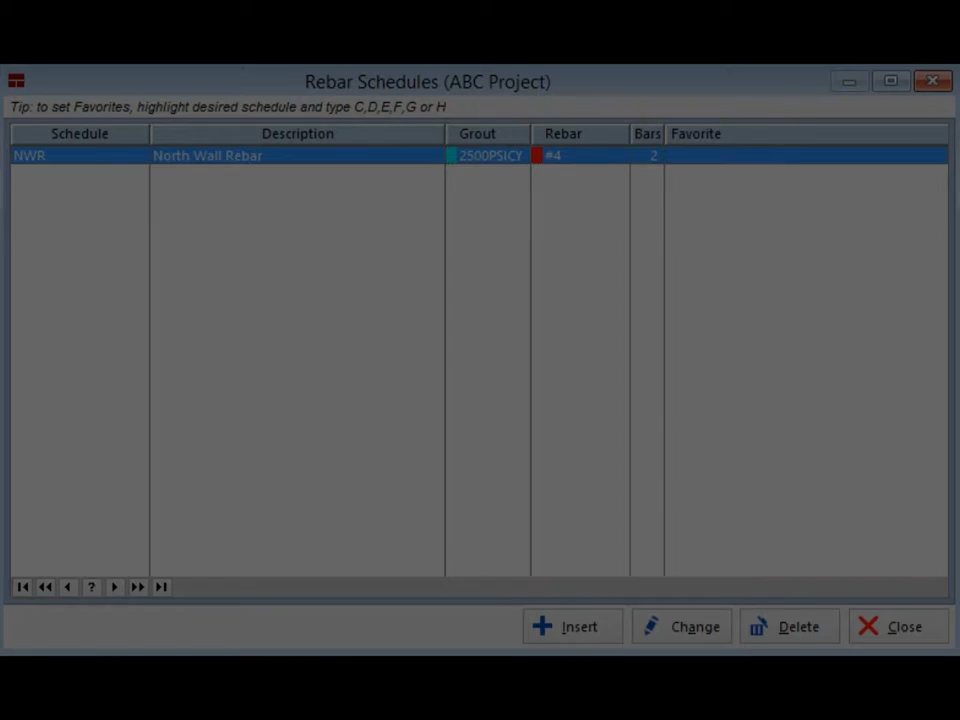 Rebar Schedules (ABC Project)
Tip: to set Favorites, highlight desired schedule and type C,D,E,F,G or H
Schedule Description Grout Rebar Bars Favorite
NWR North Wall Rebar 2500PSICY #4 2
?
Insert Change Delete Close